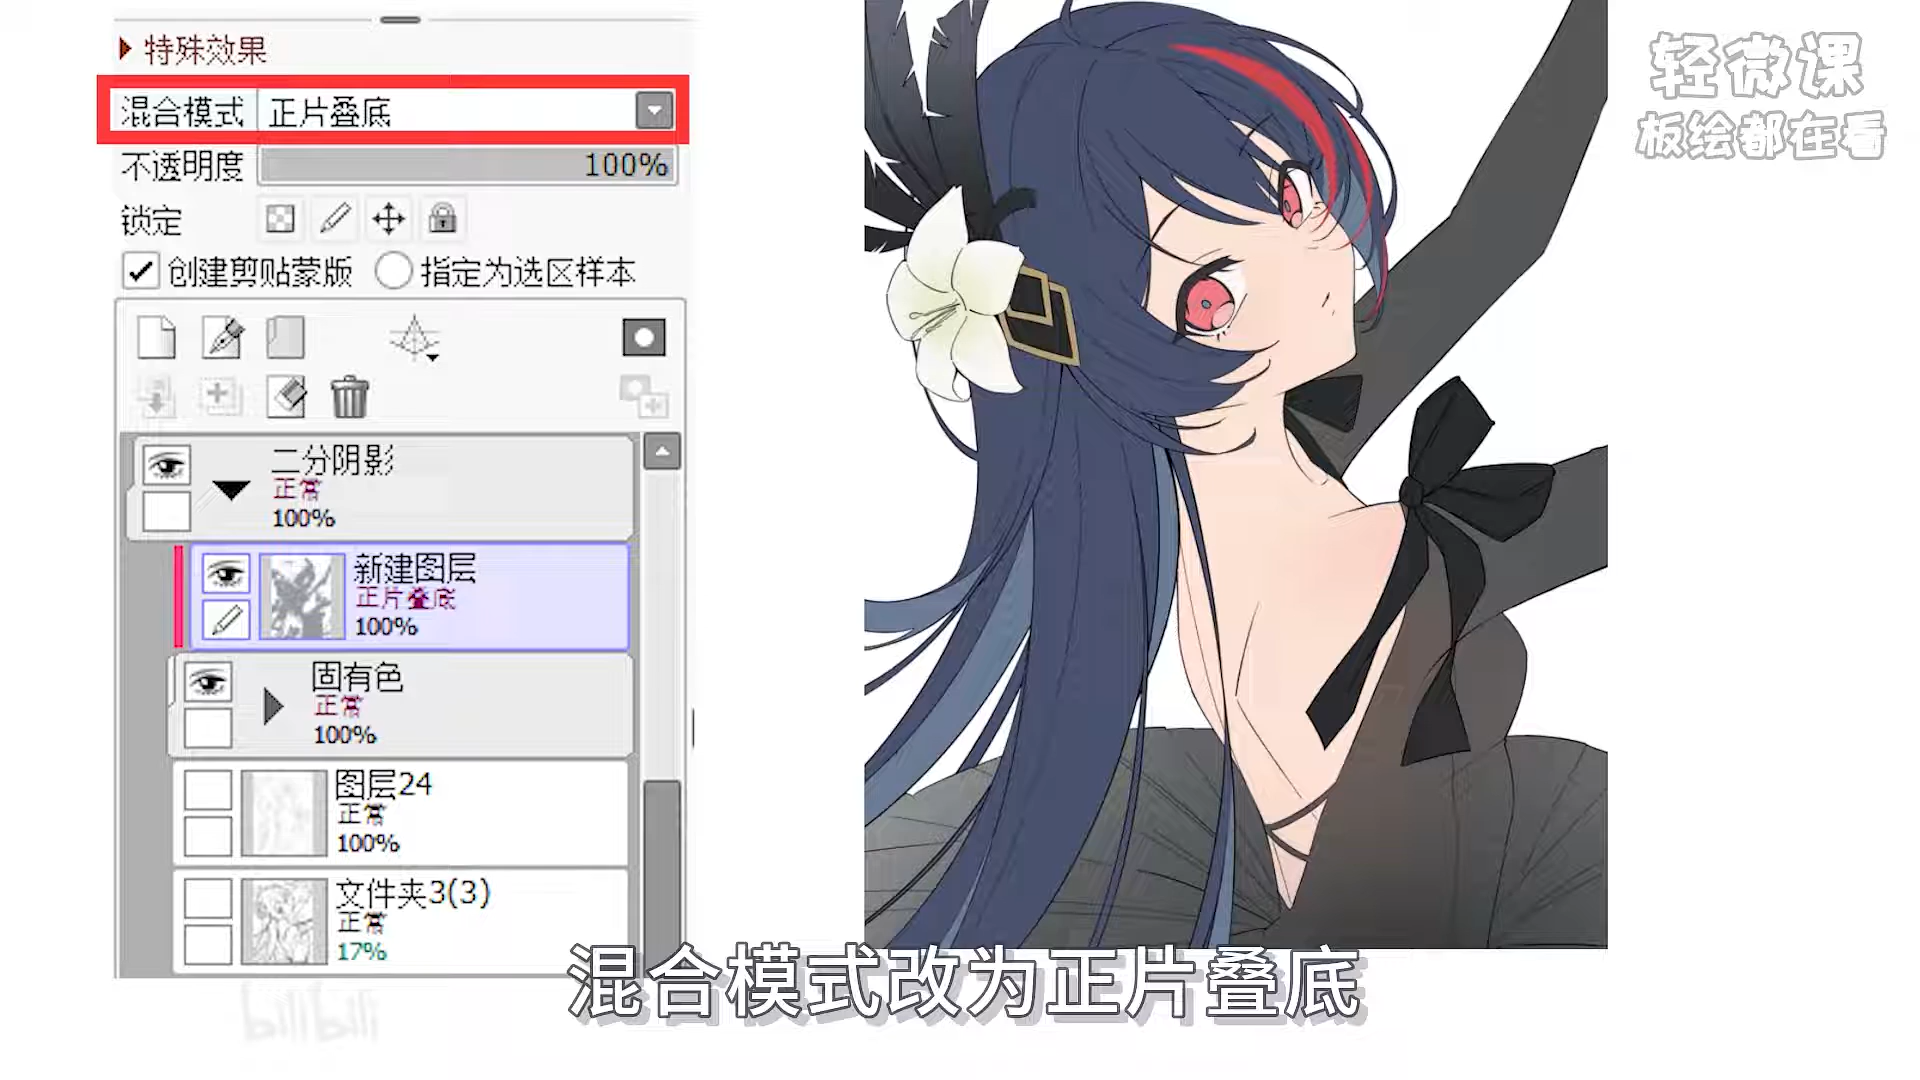 特殊效果
混合模式 正片叠底
不透明度 100%
锁定
创建剪贴蒙版 指定为选区样本
二分阴影
正常
100%
新建图层
正片叠底
100%
固有色
正常
100%
图层24
正常
100%
文件夹3(3)
正常
17%
轻微课
板绘都在看
混合模式改为正片叠底
bilibili